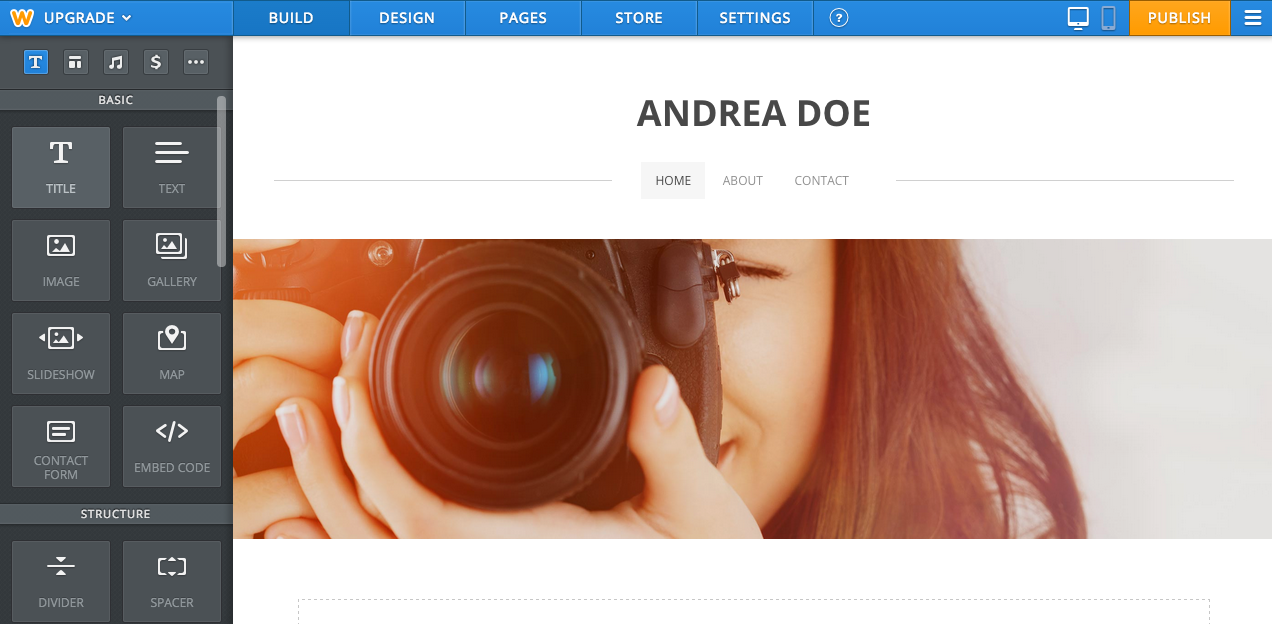 UPGRADE
BUILD
DESIGN
PAGES
STORE
SETTINGS
?
PUBLISH
T
$
BASIC
T
TITLE
TEXT
IMAGE
GALLERY
SLIDESHOW
MAP
CONTACT
FORM
</>
EMBED CODE
STRUCTURE
DIVIDER
SPACER
ANDREA DOE
HOME
ABOUT
CONTACT